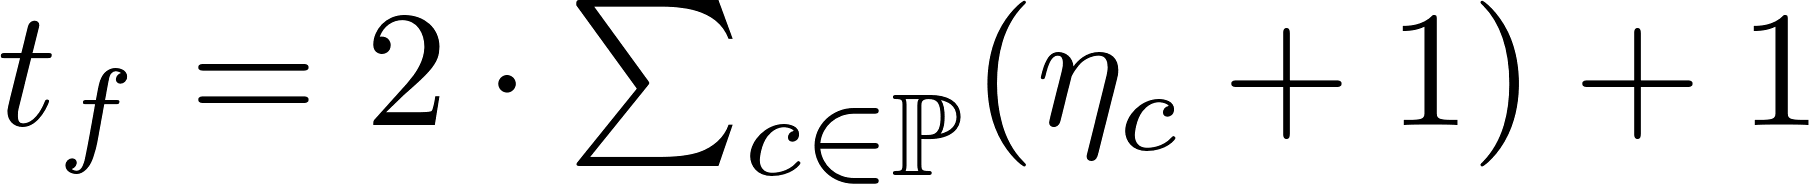 t_f = 2 · ∑_{c∈ℙ} (η_c + 1) + 1